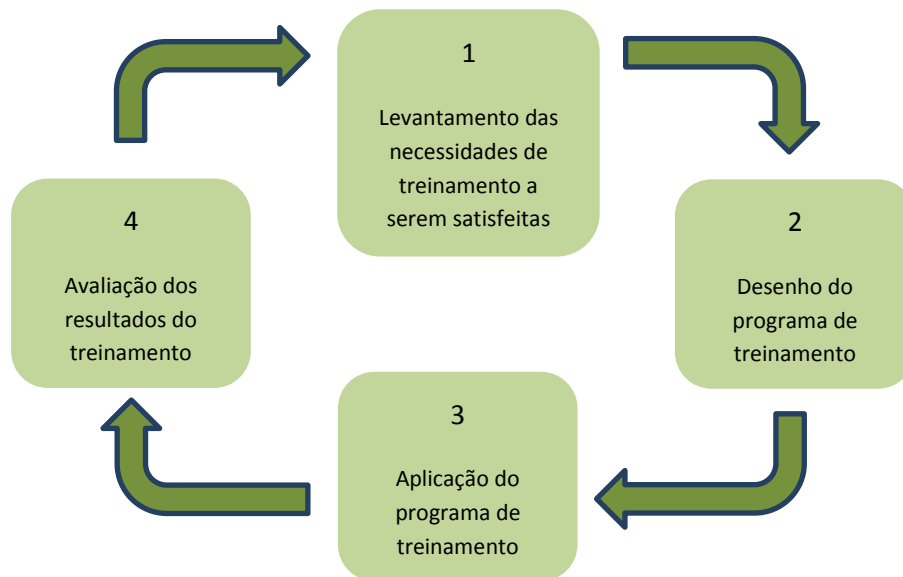 1
Levantamento das
necessidades de
treinamento a
serem satisfeitas
2
Desenho do
programa de
treinamento
3
Aplicação do
programa de
treinamento
4
Avaliação dos
resultados do
treinamento